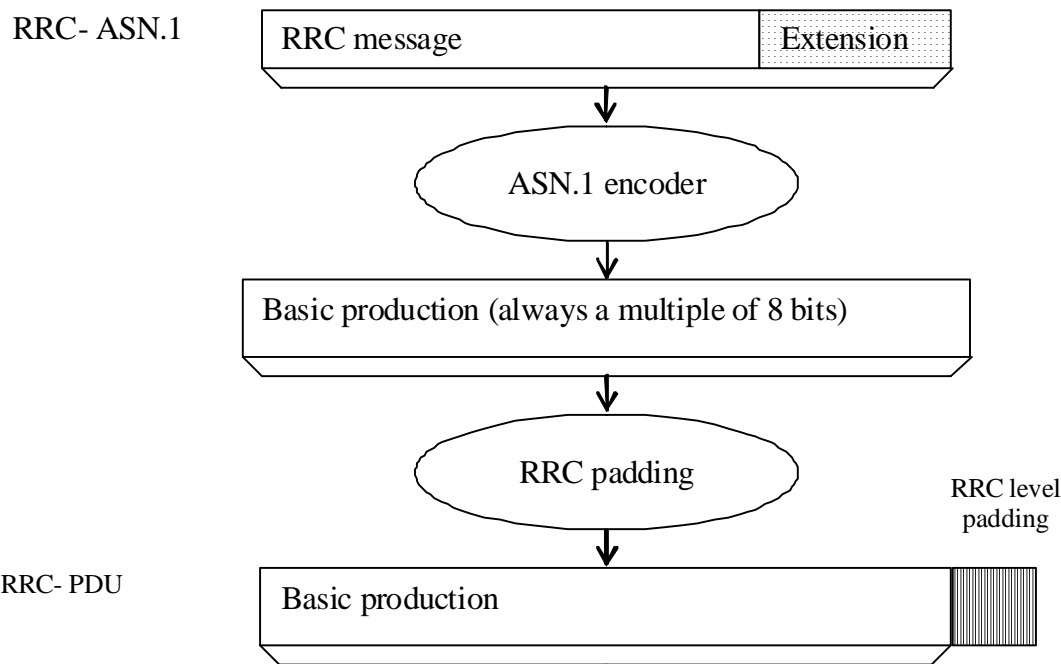 RRC- ASN.1
RRC message
Extension
ASN.1 encoder
Basic production (always a multiple of 8 bits)
RRC padding
RRC level
padding
RRC- PDU
Basic production